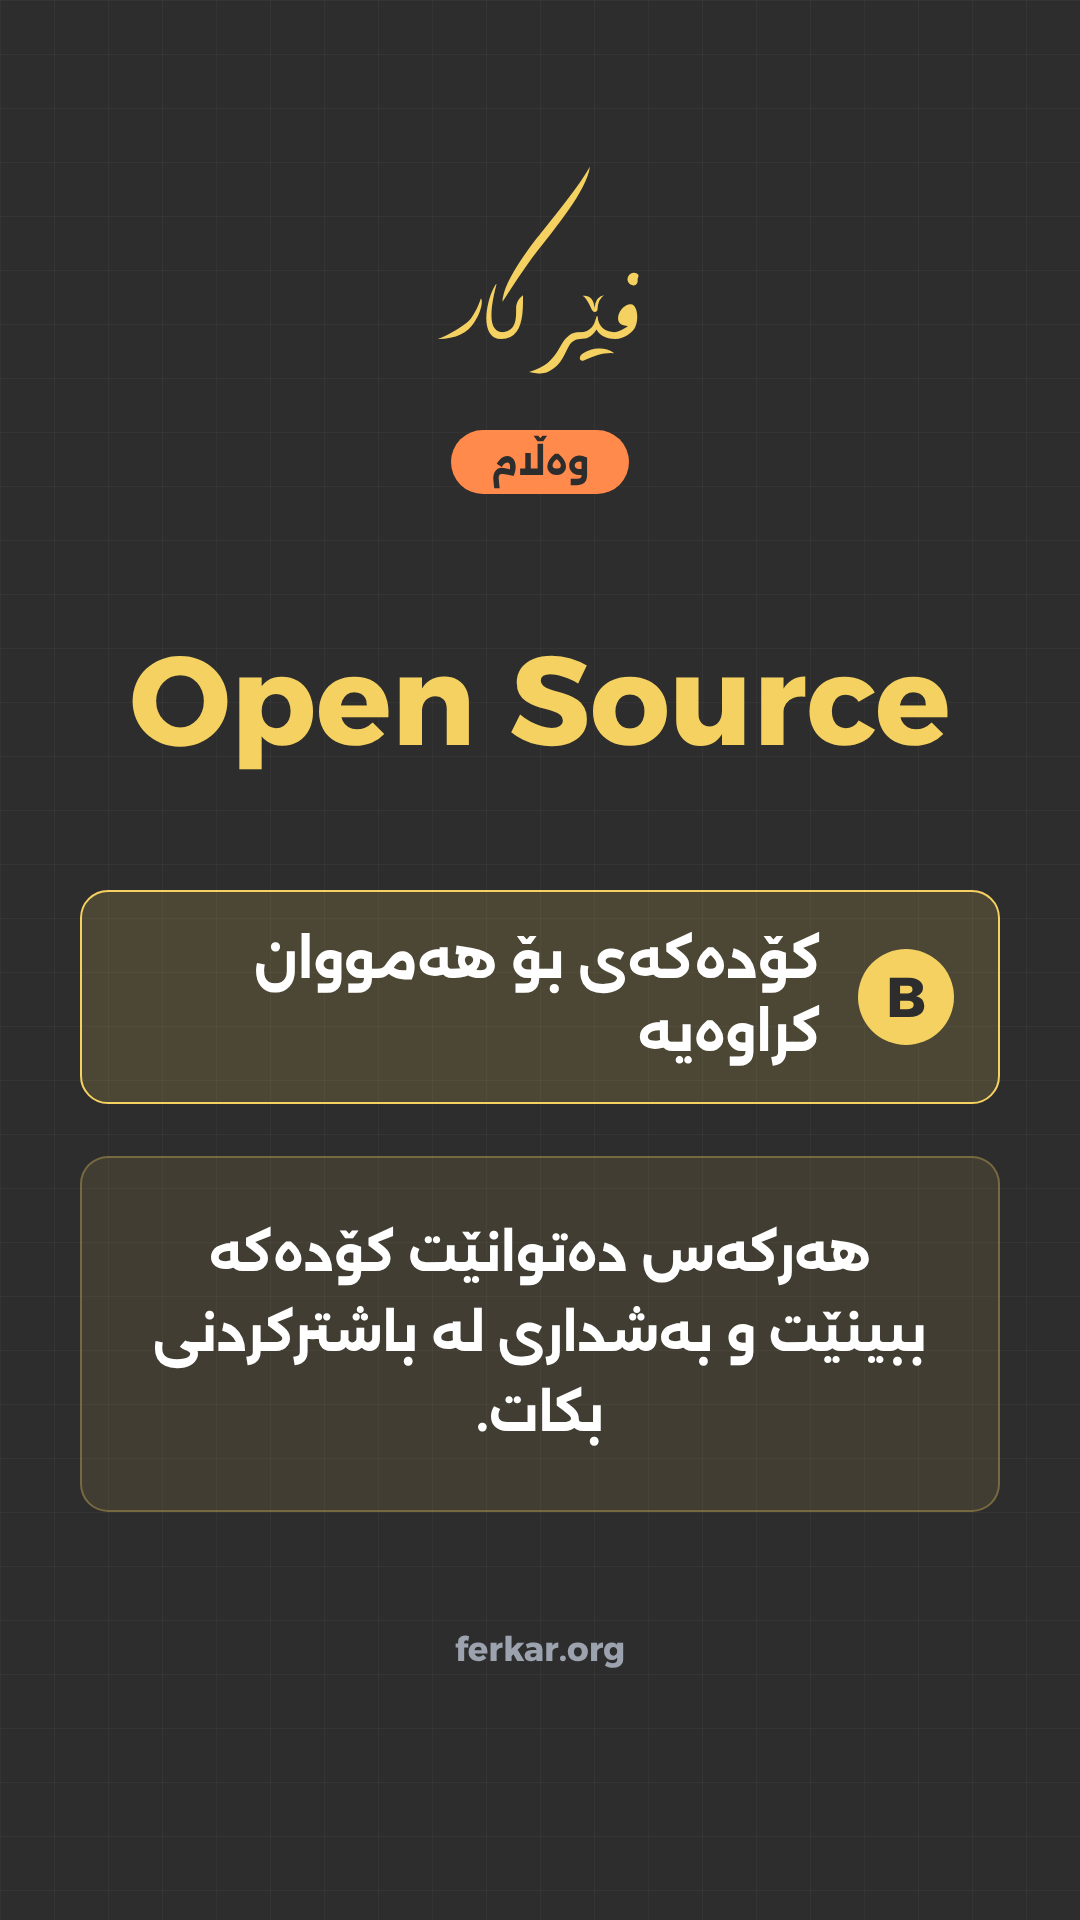 فێرکار
وەڵام
Open Source
B
کۆدەکەی بۆ هەمووان
کراوەیە
هەرکەس دەتوانێت کۆدەکە
ببینێت و بەشداری لە باشترکردنی
بکات.
ferkar.org